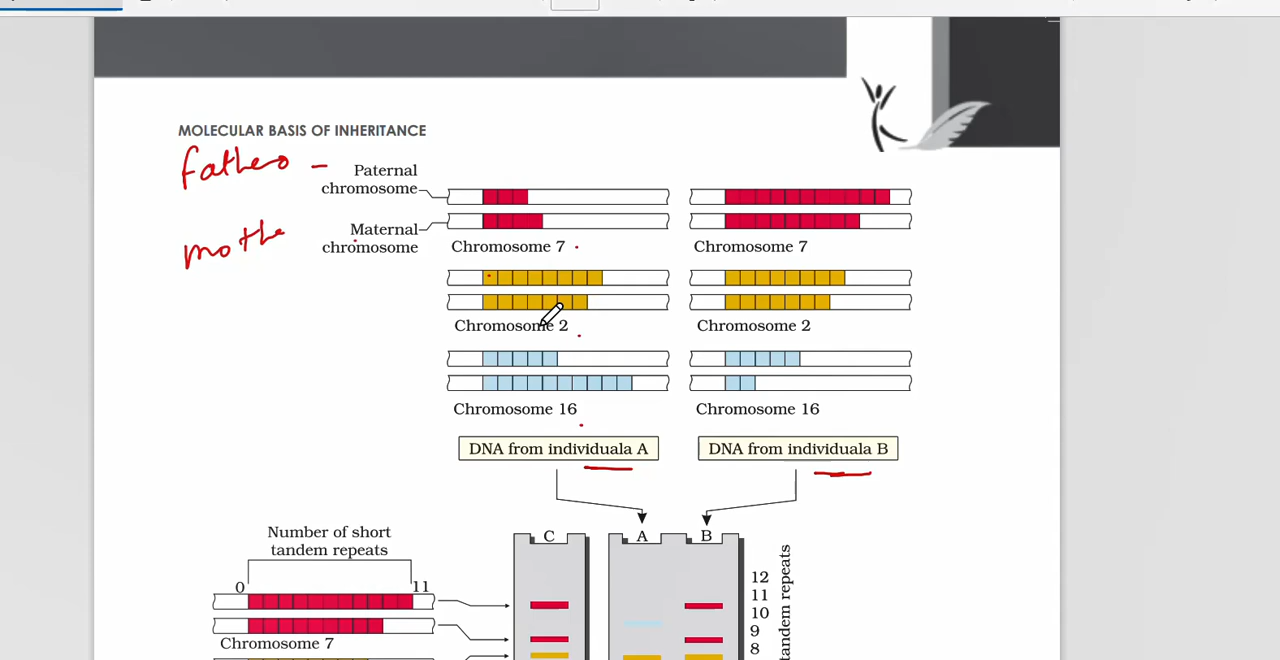 MOLECULAR BASIS OF INHERITANCE
Father -
Paternal
chromosome
mothe
Maternal
chromosome
Chromosome 7
Chromosome 7
Chromosome 2
Chromosome 2
Chromosome 16
Chromosome 16
DNA from individuala A
DNA from individuala B
Number of short
tandem repeats
0
11
C
A
B
12
11
10
9
8
tandem repeats
Chromosome 7